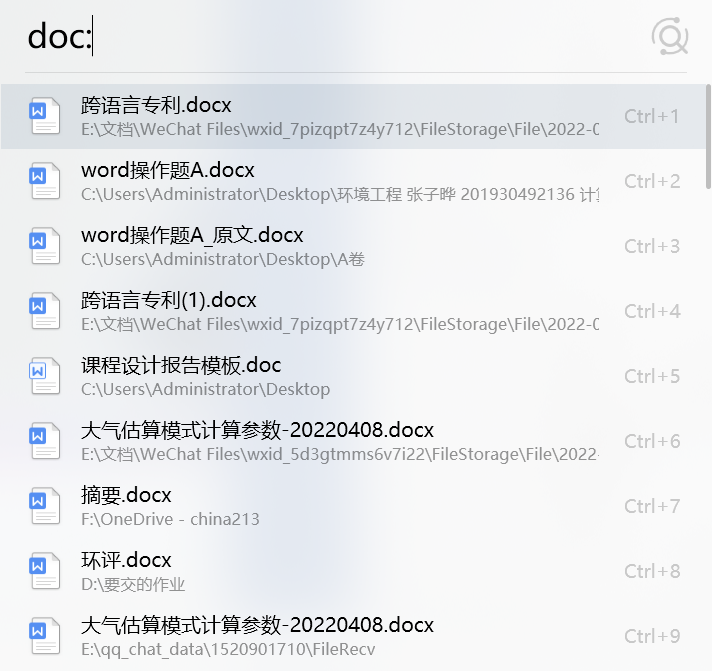 doc:
跨语言专利.docx
E:\文档\WeChat Files\wxid_7pizqpt7z4y712\FileStorage\File\2022-0
Ctrl+1
word操作题A.docx
C:\Users\Administrator\Desktop\环境工程 张子晔 201930492136 计算
Ctrl+2
word操作题A_原文.docx
C:\Users\Administrator\Desktop\A卷
Ctrl+3
跨语言专利(1).docx
E:\文档\WeChat Files\wxid_7pizqpt7z4y712\FileStorage\File\2022-0
Ctrl+4
课程设计报告模板.doc
C:\Users\Administrator\Desktop
Ctrl+5
大气估算模式计算参数-20220408.docx
E:\文档\WeChat Files\wxid_5d3gtmms6v7i22\FileStorage\File\2022-
Ctrl+6
摘要.docx
F:\OneDrive - china213
Ctrl+7
环评.docx
D:\要交的作业
Ctrl+8
大气估算模式计算参数-20220408.docx
E:\qq_chat_data\1520901710\FileRecv
Ctrl+9